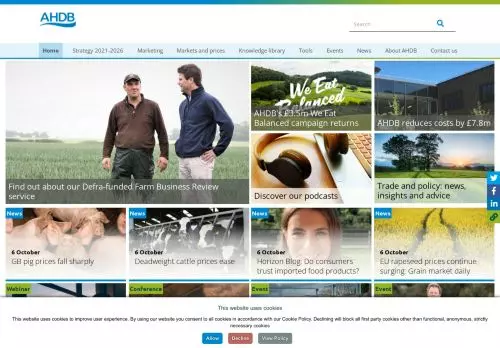 AHDB
Search
Home Strategy 2021-2026 Marketing Markets and prices Knowledge library Tools Events News About AHDB Contact us
Find out about our Defra-funded Farm Business Review
service
We Eat
Balanced
AHDB's £3.5m We Eat
Balanced campaign returns
AHDB reduces costs by £7.8m
Discover our podcasts
Trade and policy: news,
insights and advice
News
6 October
GB pig prices fall sharply
News
6 October
Deadweight cattle prices ease
News
6 October
Horizon Blog: Do consumers
trust imported food products?
News
6 October
EU rapeseed prices continue
surging: Grain market daily
Webinar
Conference
Event
Event
This website uses cookies
This website uses cookies to improve user experience. By using our website you consent to all cookies in accordance with our Cookie Policy. Declining will block all first party cookies other than functional, anonymous, strictly
necessary cookies
Allow Decline View Policy